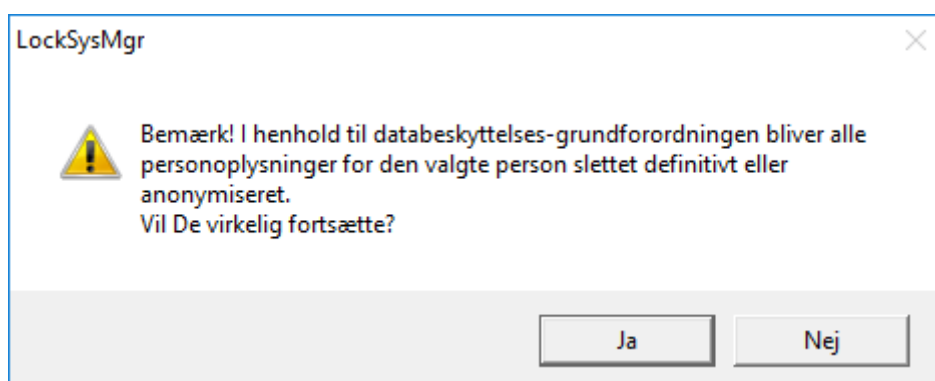 LockSysMgr
Bemærk! I henhold til databeskyttelses-grundforordningen bliver alle
personoplysninger for den valgte person slettet definitivt eller
anonymiseret.
Vil De virkelig fortsætte?
Ja
Nej